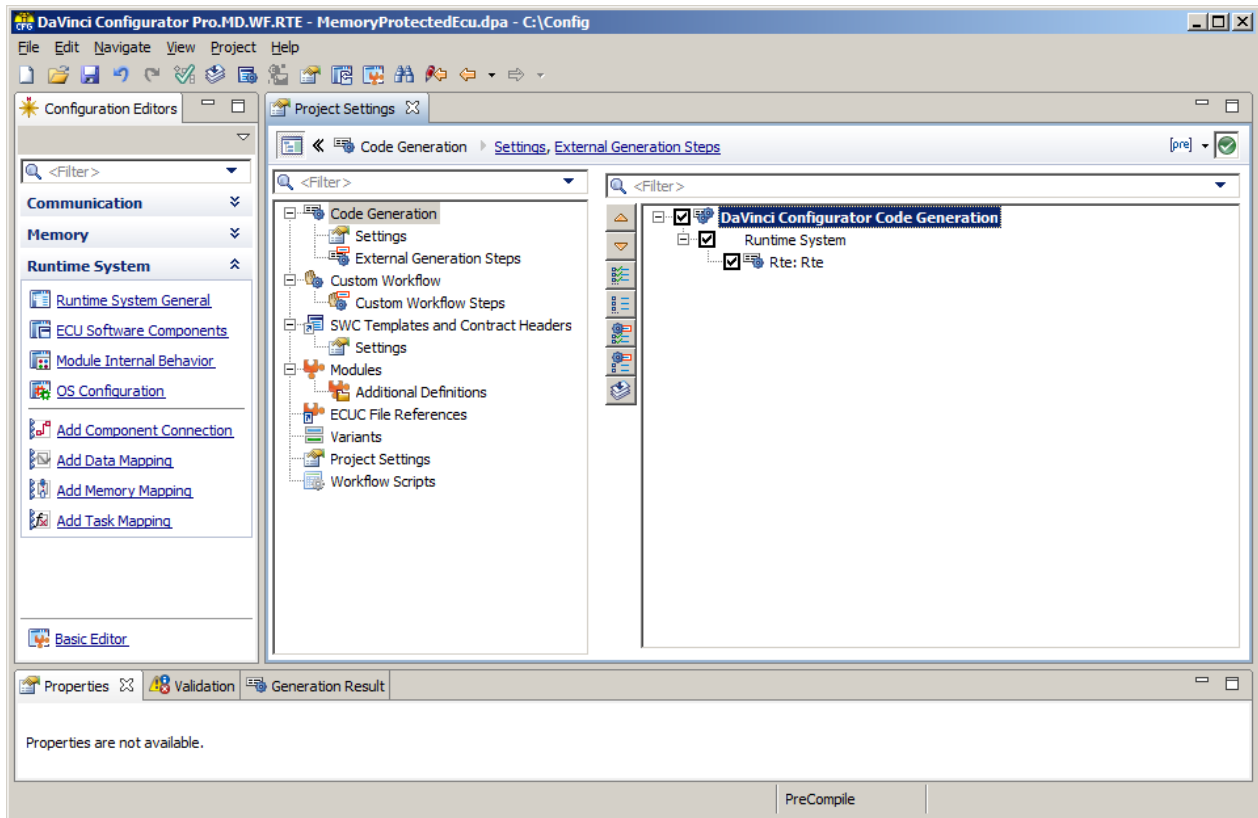 DaVinci Configurator Pro.MD.WF.RTE - MemoryProtectedEcu.dpa - C:\Config
File Edit Navigate View Project Help
Configuration Editors
<Filter>
Communication
Memory
Runtime System
Runtime System General
ECU Software Components
Module Internal Behavior
OS Configuration
Add Component Connection
Add Data Mapping
Add Memory Mapping
Add Task Mapping
Basic Editor
Project Settings
Code Generation Settings, External Generation Steps [pre]
<Filter>
Code Generation
Settings
External Generation Steps
Custom Workflow
Custom Workflow Steps
SWC Templates and Contract Headers
Settings
Modules
Additional Definitions
ECUC File References
Variants
Project Settings
Workflow Scripts
<Filter>
DaVinci Configurator Code Generation
Runtime System
Rte: Rte
Properties Validation Generation Result
Properties are not available.
PreCompile